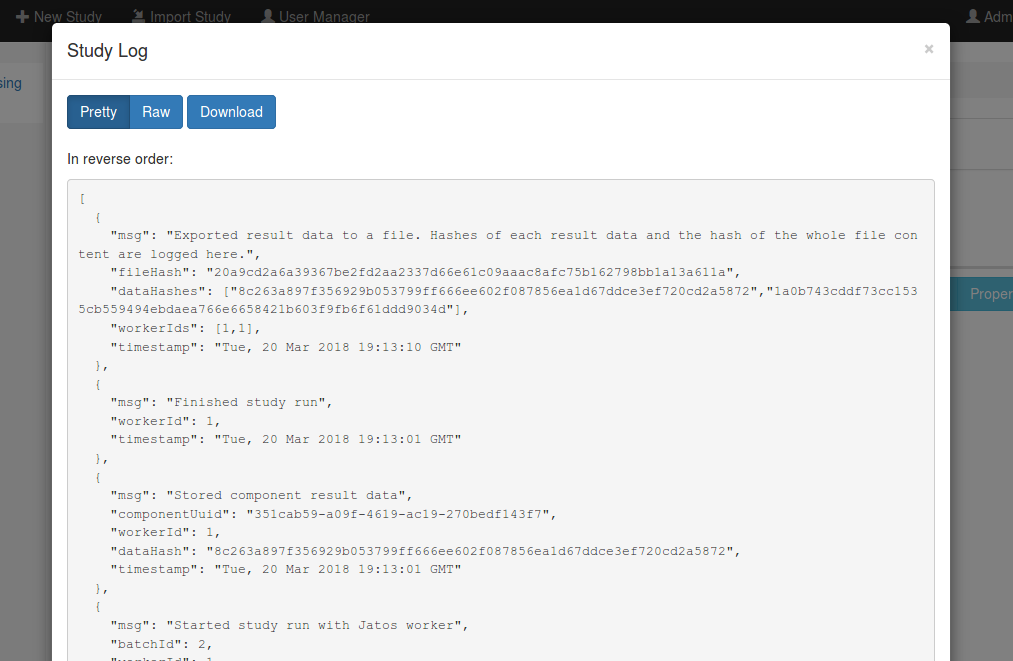 New Study Import Study User Manager Adm
Study Log ×
sing
Pretty Raw Download
In reverse order:
[
{
"msg": "Exported result data to a file. Hashes of each result data and the hash of the whole file con
tent are logged here.",
"fileHash": "20a9cd2a6a39367be2fd2aa2337d66e61c09aaac8afc75b162798bb1a13a611a",
"dataHashes": ["8c263a897f356929b053799ff666ee602f087856ea1d67ddce3ef720cd2a5872","1a0b743cddf73cc153
5cb559494ebdaea766e6658421b603f9fb6f61ddd9034d"],
"workerIds": [1,1],
"timestamp": "Tue, 20 Mar 2018 19:13:10 GMT"
},
{
"msg": "Finished study run",
"workerId": 1,
"timestamp": "Tue, 20 Mar 2018 19:13:01 GMT"
},
{
"msg": "Stored component result data",
"componentUuid": "351cab59-a09f-4619-ac19-270bedf143f7",
"workerId": 1,
"dataHash": "8c263a897f356929b053799ff666ee602f087856ea1d67ddce3ef720cd2a5872",
"timestamp": "Tue, 20 Mar 2018 19:13:01 GMT"
},
{
"msg": "Started study run with Jatos worker",
"batchId": 2,
Proper